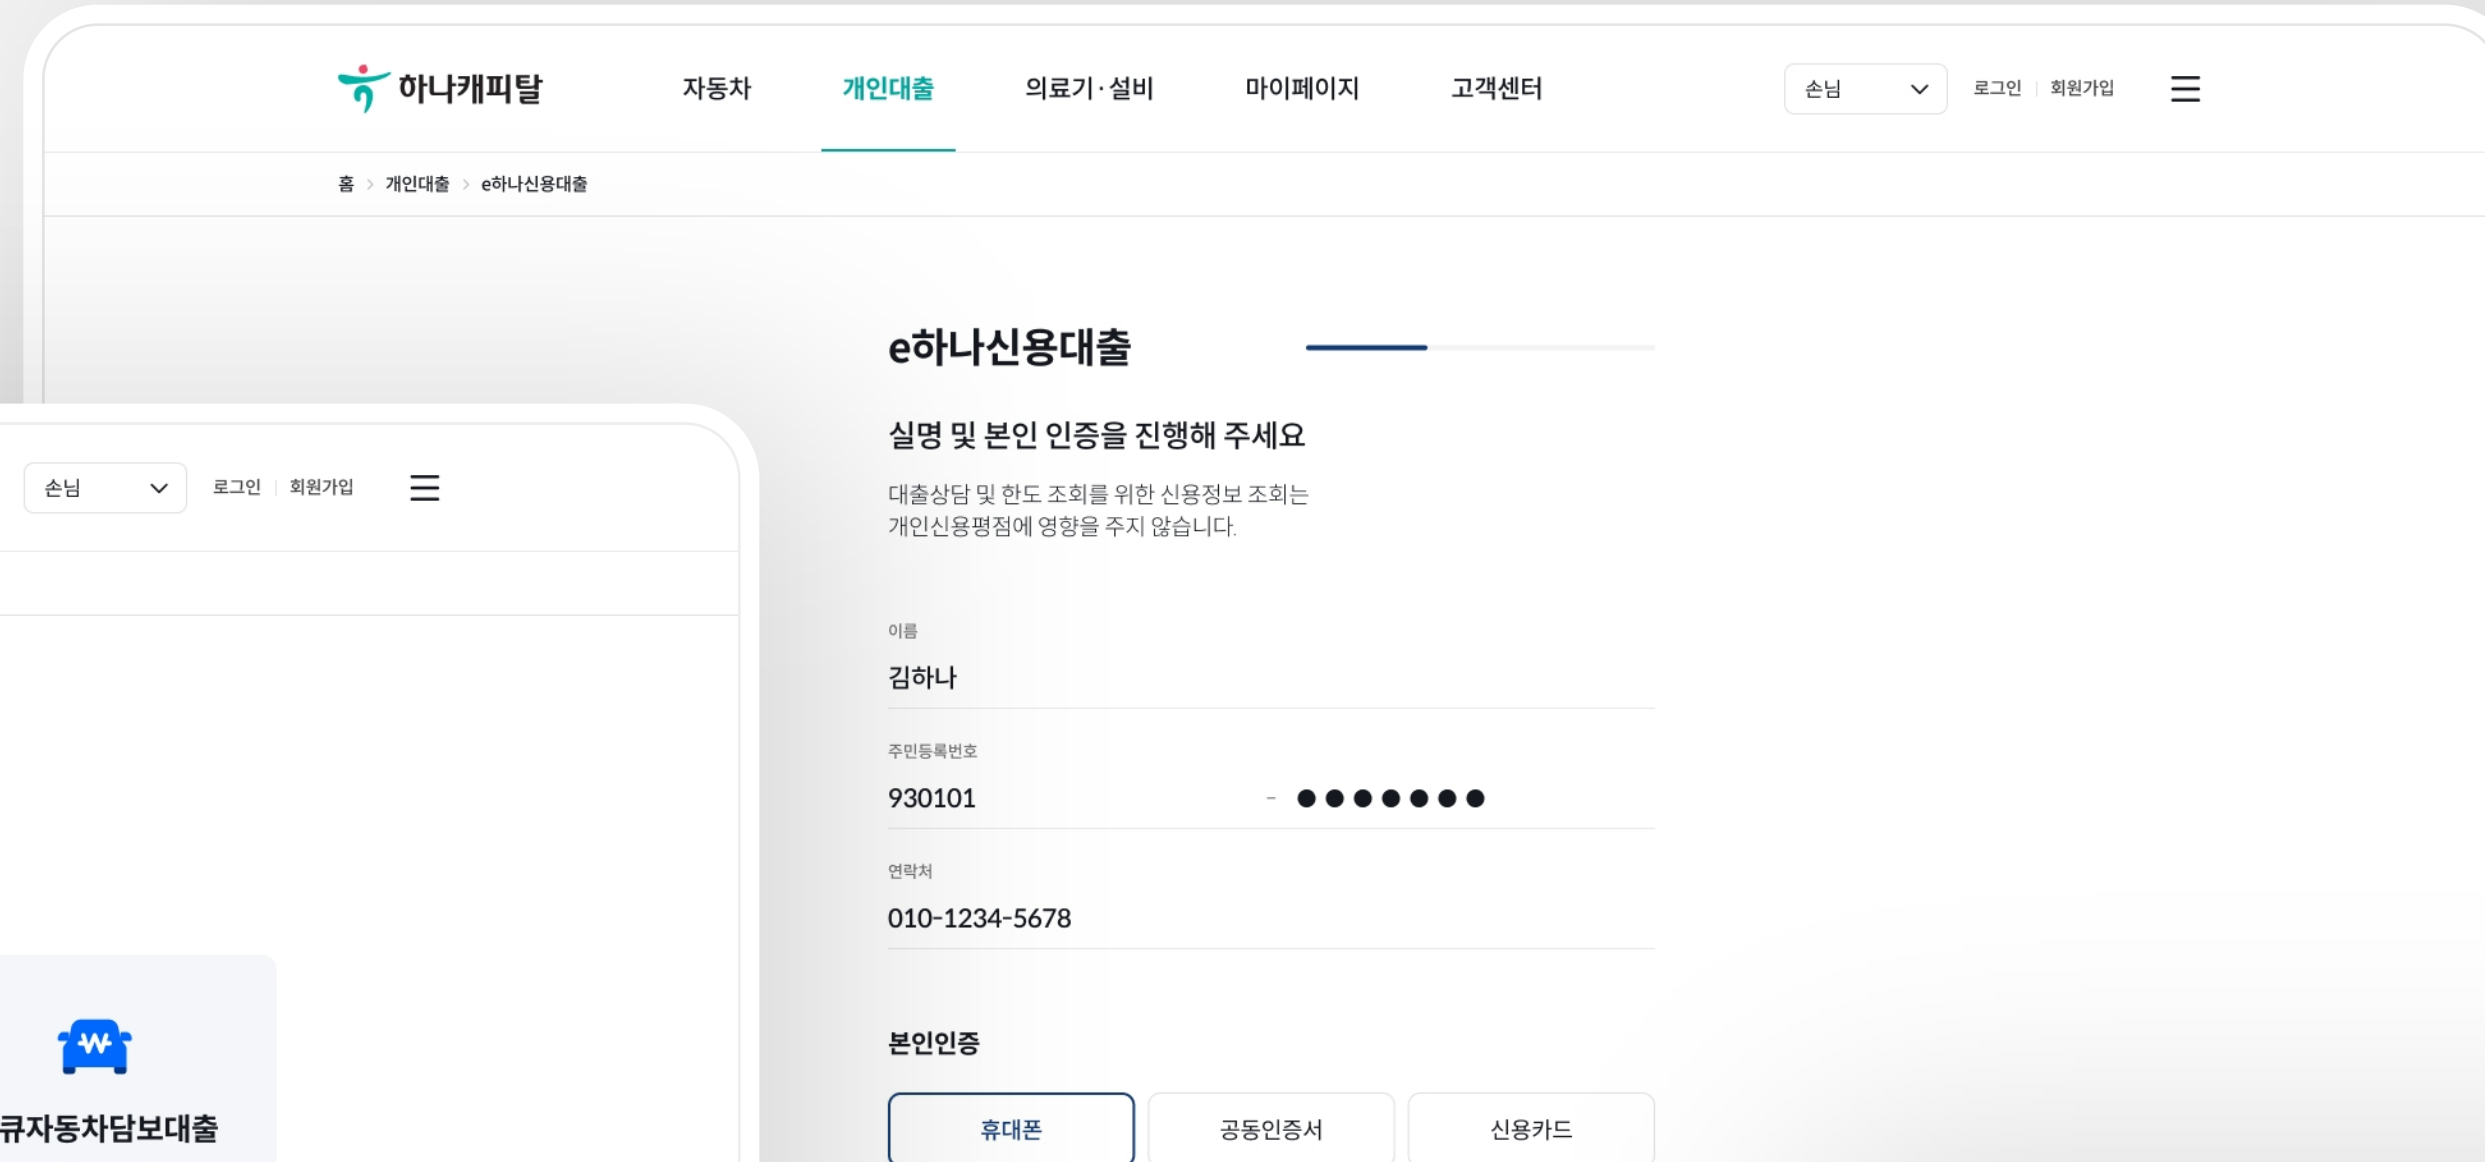 하나캐피탈
자동차 개인대출 의료기·설비 마이페이지 고객센터
손님 로그인 회원가입
홈 > 개인대출 > e하나신용대출
e하나신용대출
실명 및 본인 인증을 진행해 주세요
대출상담 및 한도 조회를 위한 신용정보 조회는
개인신용평점에 영향을 주지 않습니다.
이름
김하나
주민등록번호
930101 - ●●●●●●●
연락처
010-1234-5678
본인인증
휴대폰 공동인증서 신용카드
손님 로그인 회원가입
₩
큐자동차담보대출